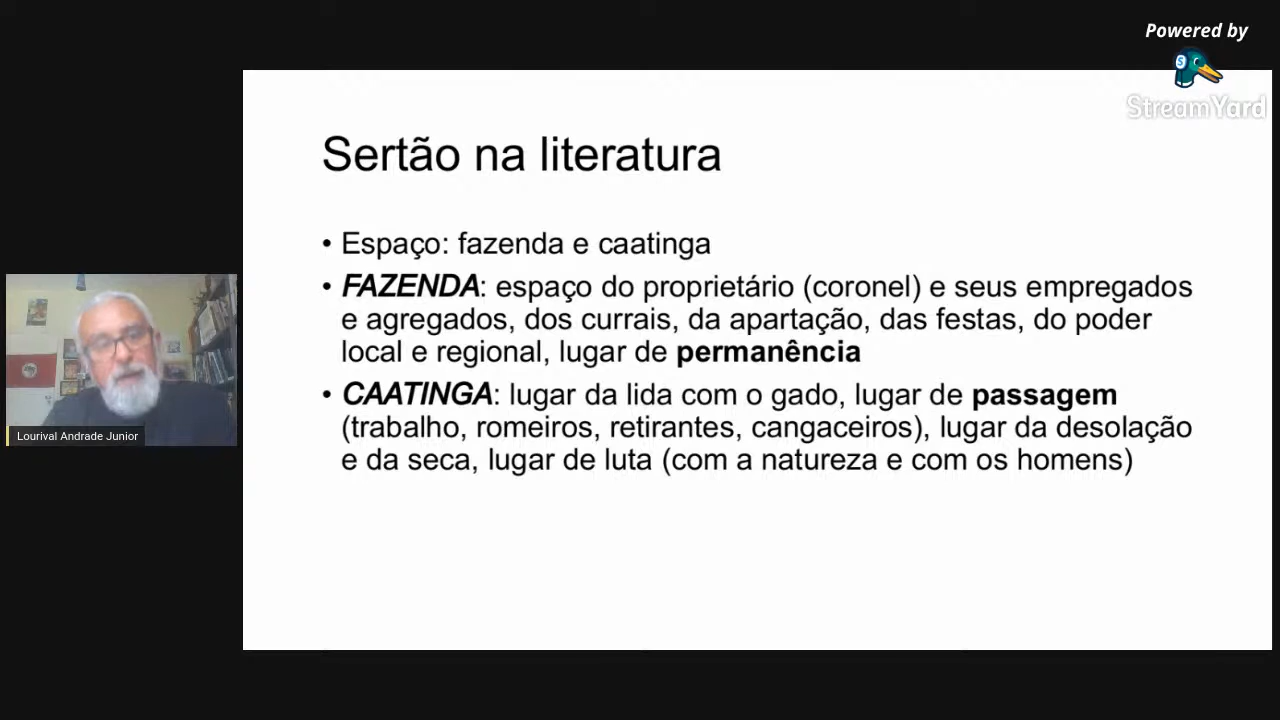 Powered by
StreamYard
Sertão na literatura
• Espaço: fazenda e caatinga
• FAZENDA: espaço do proprietário (coronel) e seus empregados
e agregados, dos currais, da apartação, das festas, do poder
local e regional, lugar de permanência
• CAATINGA: lugar da lida com o gado, lugar de passagem
(trabalho, romeiros, retirantes, cangaceiros), lugar da desolação
e da seca, lugar de luta (com a natureza e com os homens)
Lourival Andrade Junior